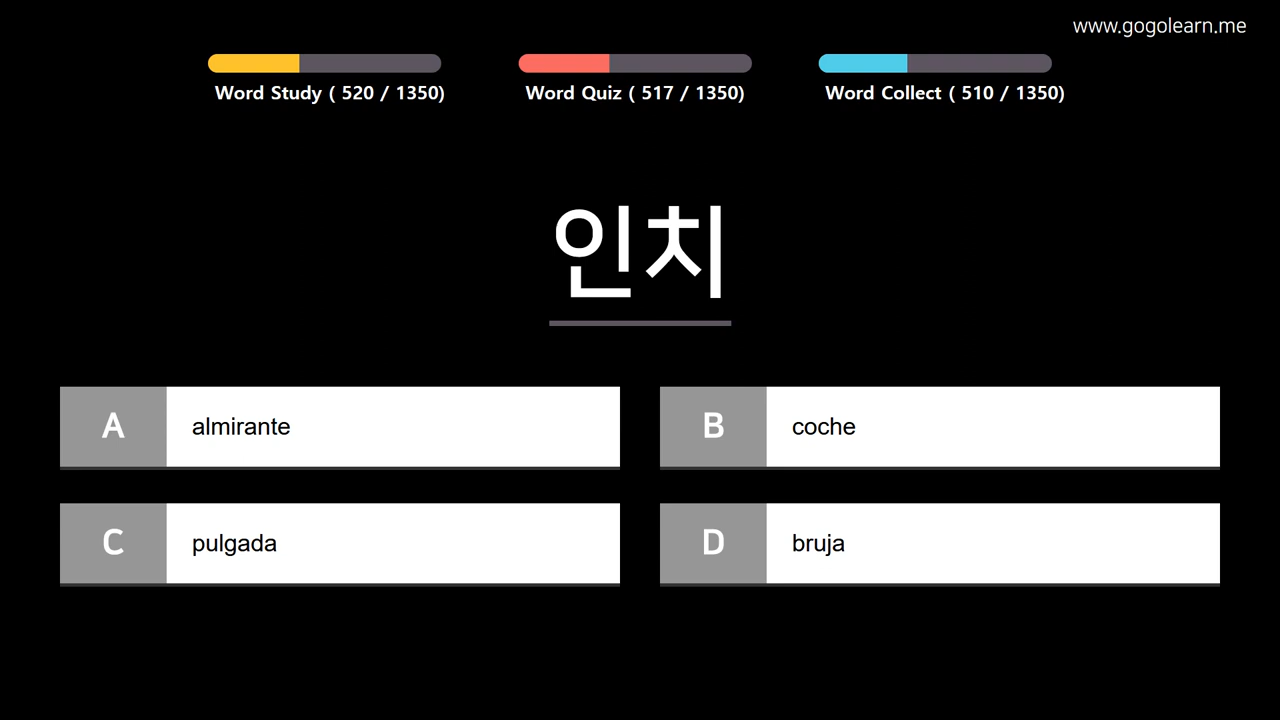 www.gogolearn.me
Word Study ( 520 / 1350)
Word Quiz ( 517 / 1350)
Word Collect ( 510 / 1350)
인치
A almirante
B coche
C pulgada
D bruja